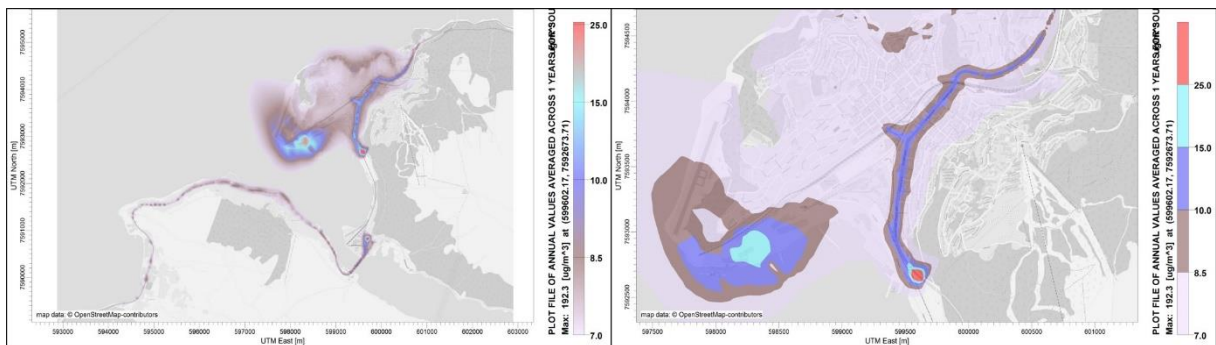 PLOT FILE OF ANNUAL VALUES AVERAGED ACROSS 1 YEARS FOR SOU
Max: 192.3 [ug/m^3] at (599602.17, 7592673.71)
25.0
15.0
10.0
8.5
7.0
UTM North [m]
7595000
7594000
7593000
7592000
7591000
7590000
map data: © OpenStreetMap contributors
593000 594000 595000 596000 597000 598000 599000 600000 601000 602000 603000
UTM East [m]
PLOT FILE OF ANNUAL VALUES AVERAGED ACROSS 1 YEARS FOR SOU
Max: 192.3 [ug/m^3] at (599602.17, 7592673.71)
25.0
15.0
10.0
8.5
7.0
UTM North [m]
7594500
7594000
7593500
7593000
7592500
map data: © OpenStreetMap contributors
597500 598000 598500 599000 599500 600000 600500 601000
UTM East [m]